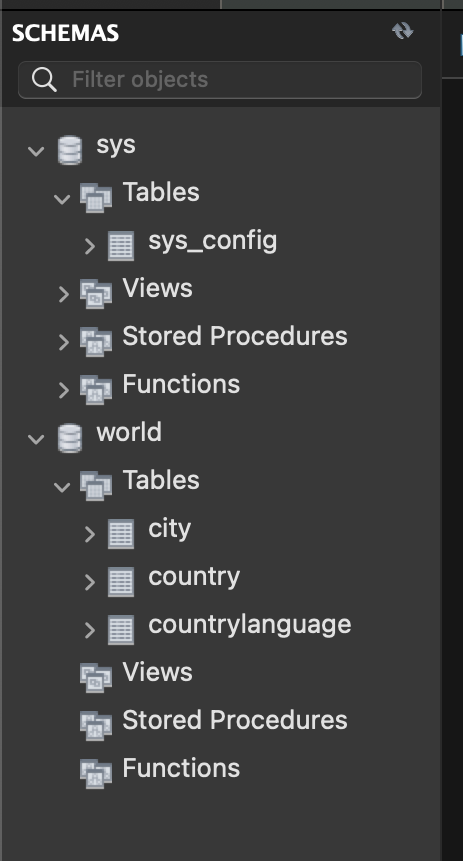 SCHEMAS
Filter objects
sys
Tables
sys_config
Views
Stored Procedures
Functions
world
Tables
city
country
countrylanguage
Views
Stored Procedures
Functions